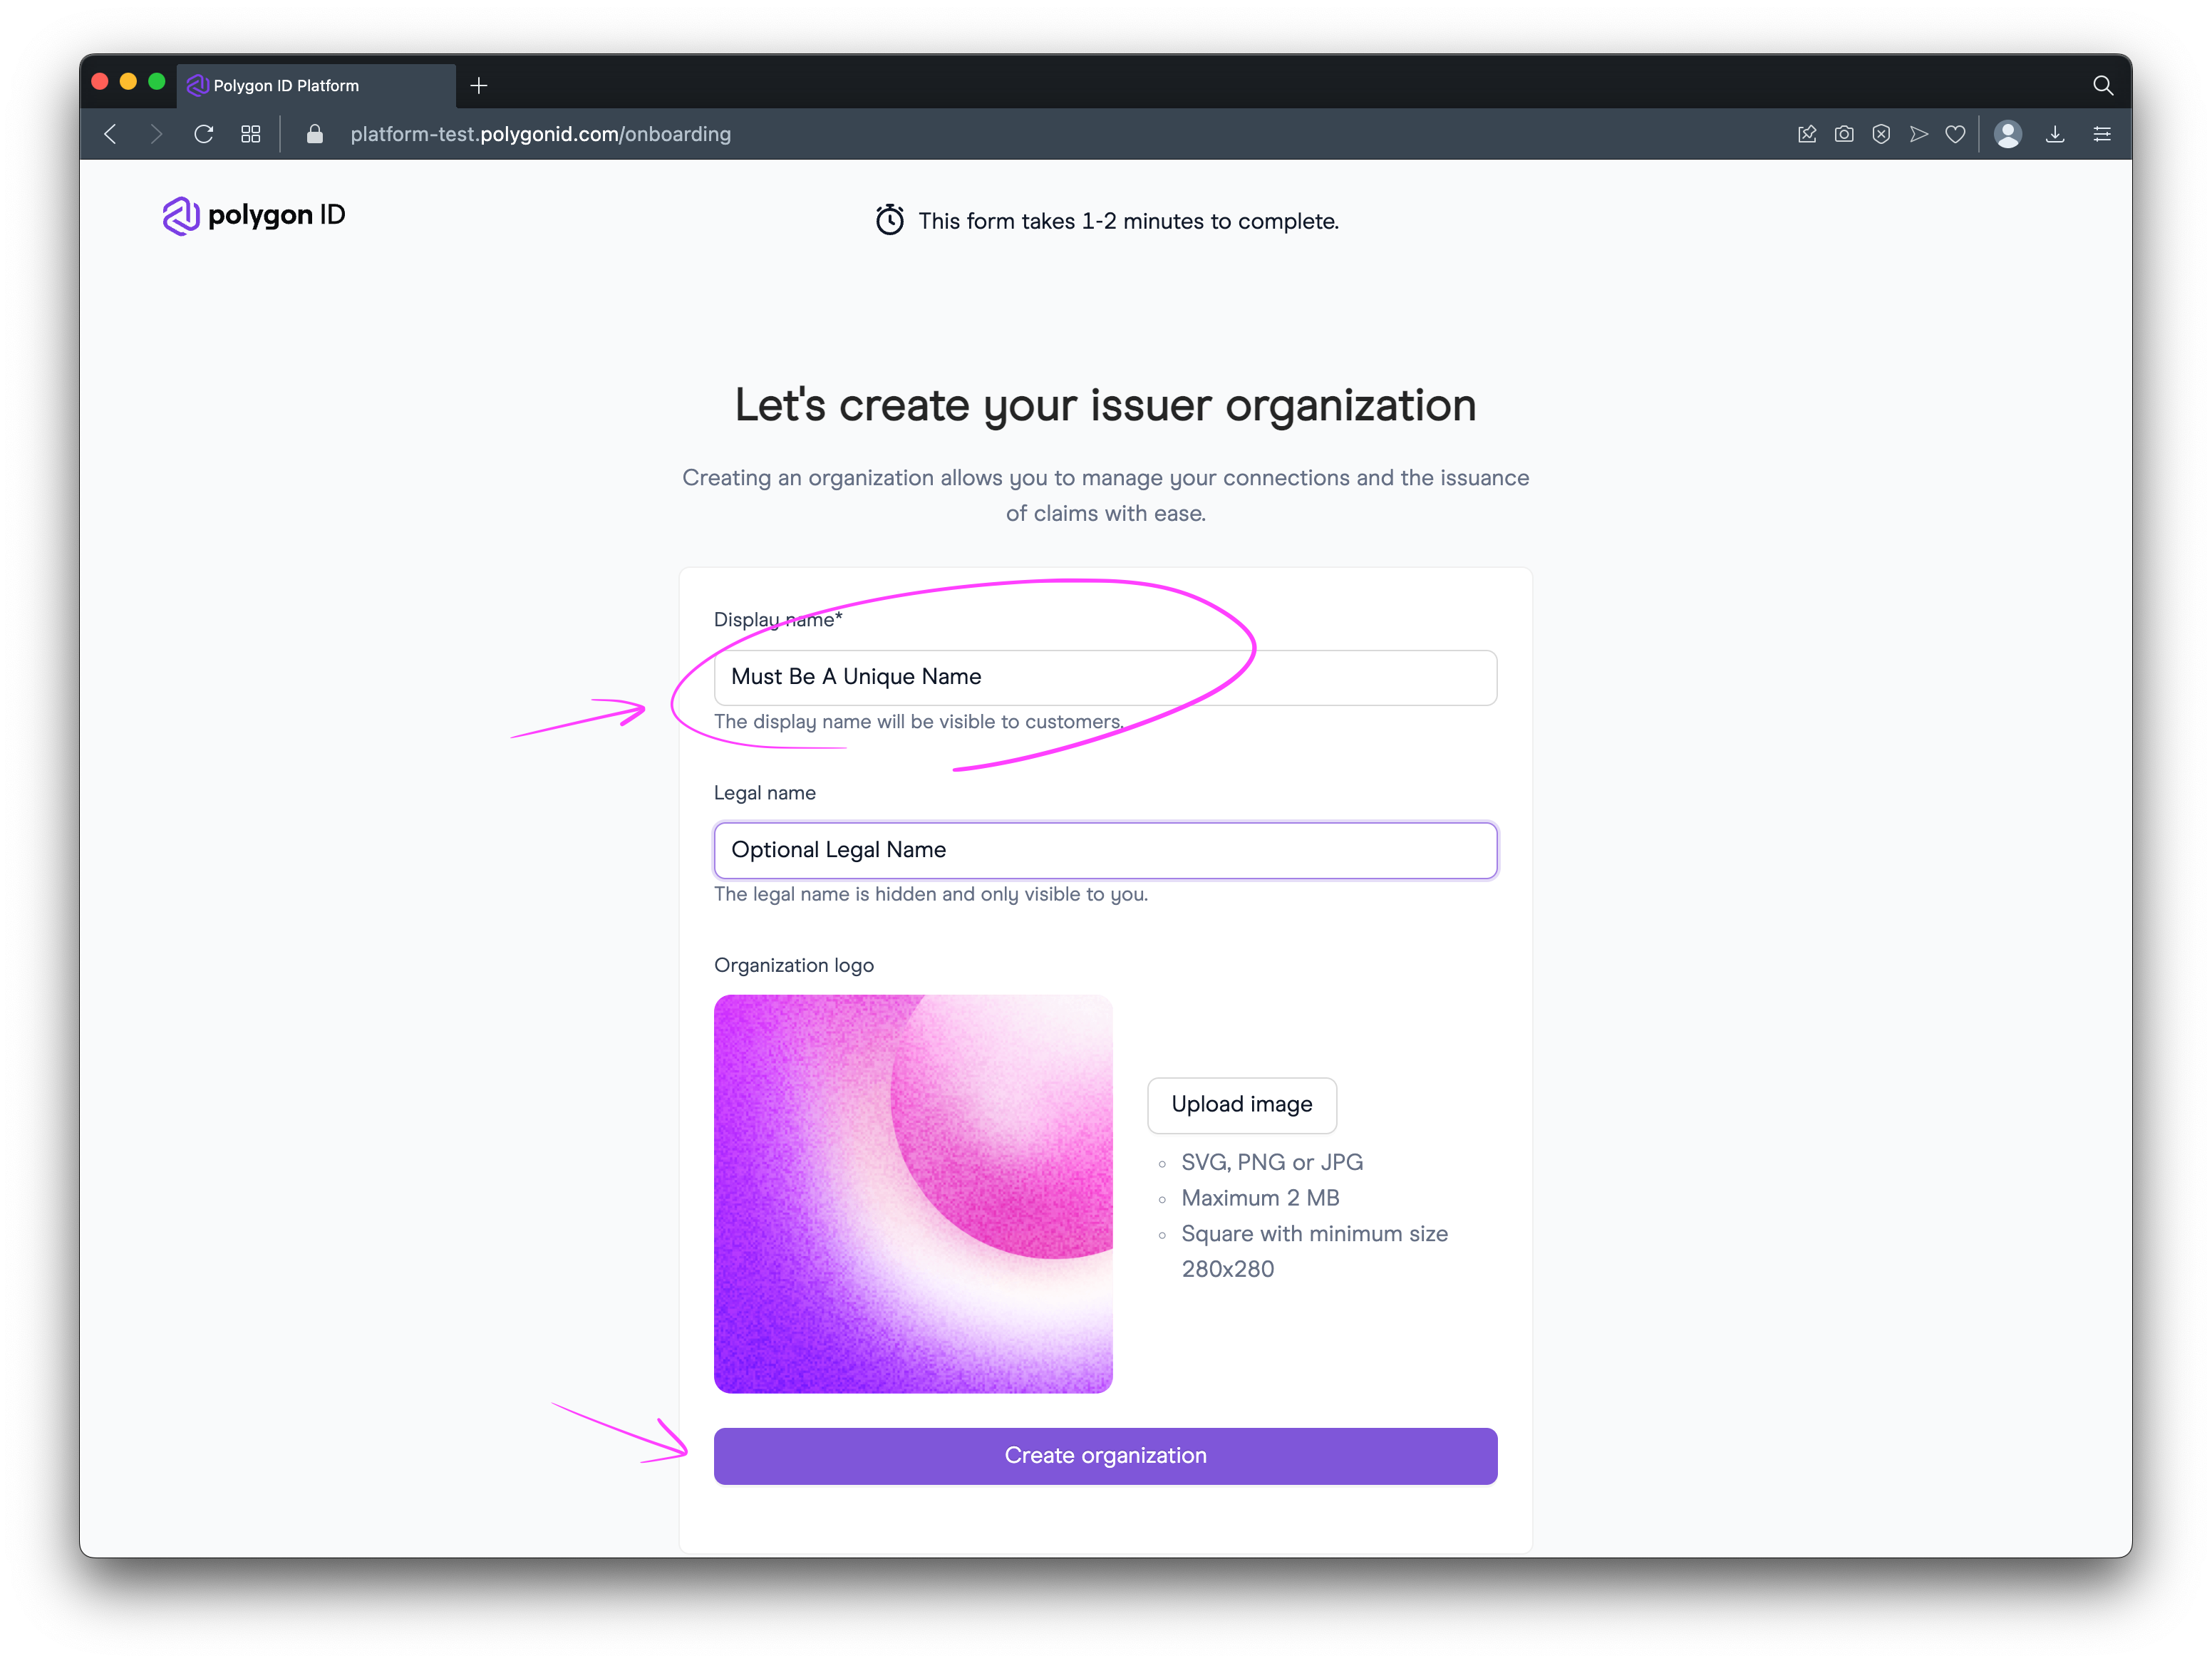 Polygon ID Platform
platform-test.polygonid.com/onboarding
polygon ID
This form takes 1-2 minutes to complete.
Let's create your issuer organization
Creating an organization allows you to manage your connections and the issuance
of claims with ease.
Display name*
Must Be A Unique Name
The display name will be visible to customers.
Legal name
Optional Legal Name
The legal name is hidden and only visible to you.
Organization logo
Upload image
SVG, PNG or JPG
Maximum 2 MB
Square with minimum size
280x280
Create organization